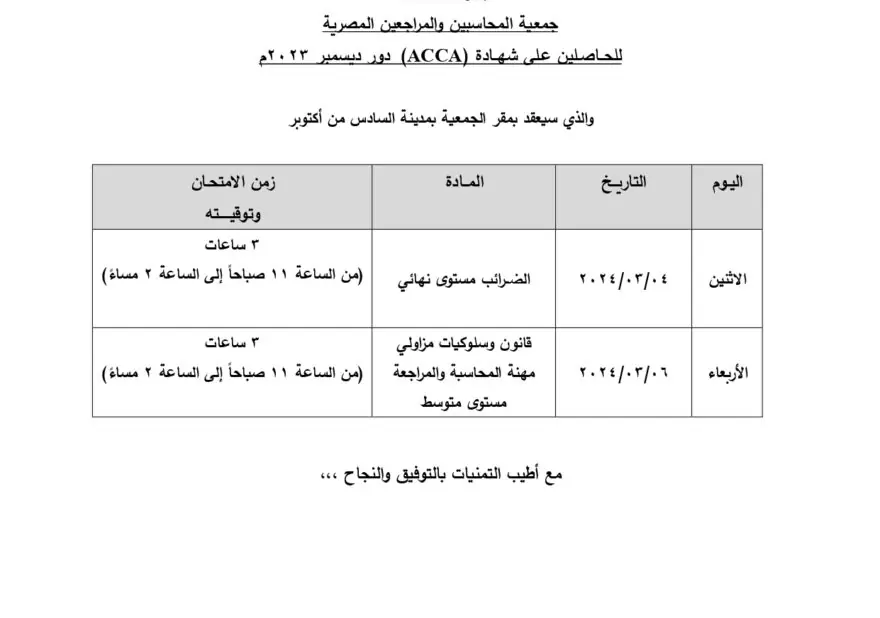 جمعية المحاسبين والمراجعين المصرية
للحاصلين على شهادة (ACCA) دور ديسمبر ٢٠٢٣م
والذي سيعقد بمقر الجمعية بمدينة السادس من أكتوبر
اليوم التاريخ المادة زمن الامتحان
وتوقيته
٣ ساعات
الاثنين ٢٠٢٤/٠٣/٠٤ الضرائب مستوى نهائي (من الساعة ١١ صباحاً إلى الساعة ٢ مساءً)
قانون وسلوكيات مزاولي ٣ ساعات
الأربعاء ٢٠٢٤/٠٣/٠٦ مهنة المحاسبة والمراجعة (من الساعة ١١ صباحاً إلى الساعة ٢ مساءً)
مستوى متوسط
مع أطيب التمنيات بالتوفيق والنجاح ،،،